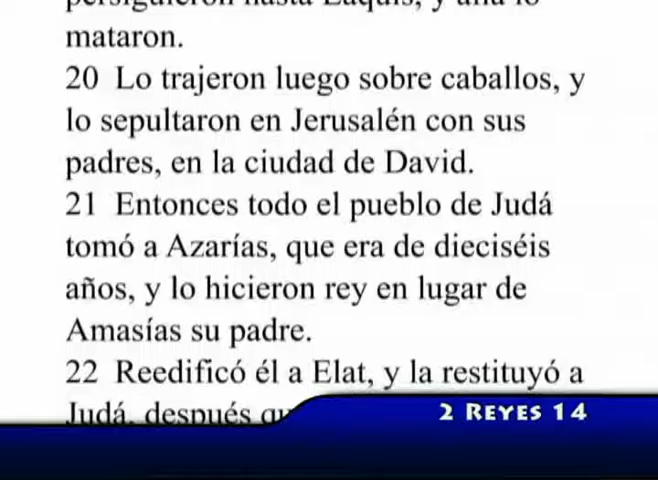 mataron.
20 Lo trajeron luego sobre caballos, y
lo sepultaron en Jerusalén con sus
padres, en la ciudad de David.
21 Entonces todo el pueblo de Judá
tomó a Azarías, que era de dieciséis
años, y lo hicieron rey en lugar de
Amasías su padre.
22 Reedificó él a Elat, y la restituyó a
Judá, después
2 REYES 14